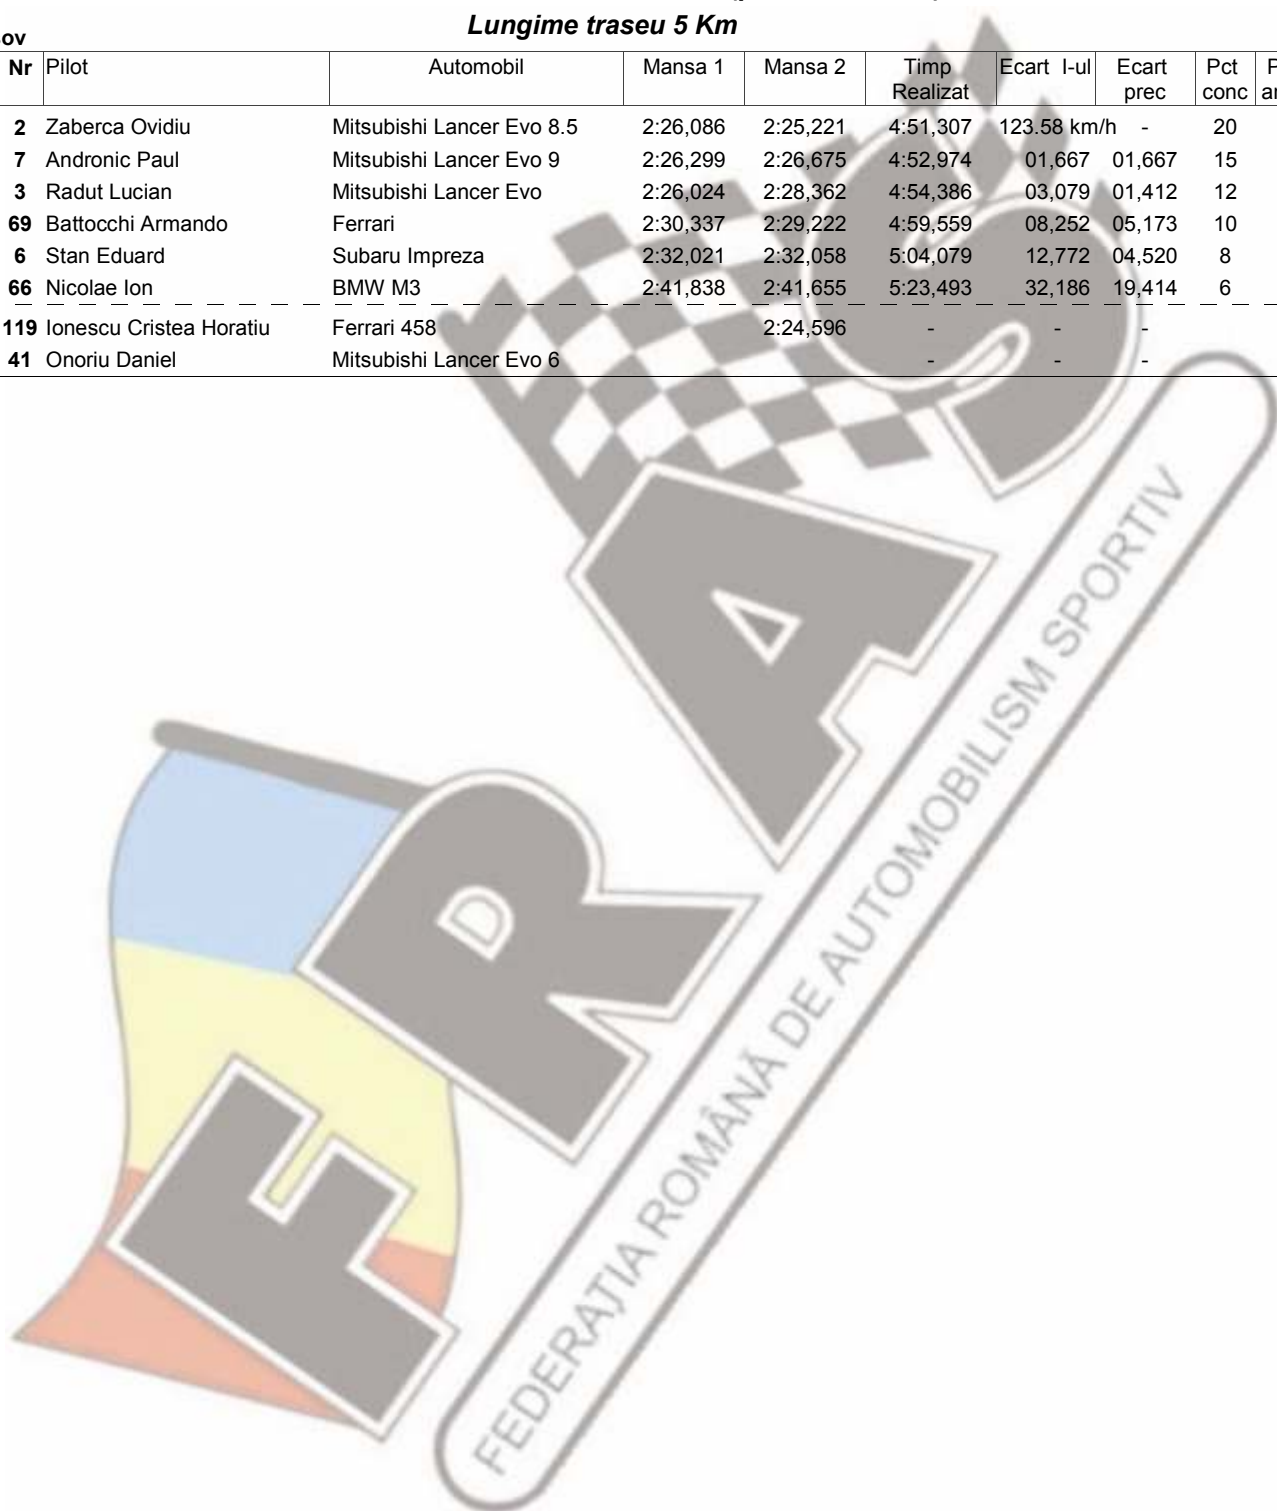 Lungime traseu 5 Km
ov
Nr Pilot Automobil Mansa 1 Mansa 2 Timp Realizat Ecart I-ul Ecart prec Pct conc
2 Zaberca Ovidiu Mitsubishi Lancer Evo 8.5 2:26,086 2:25,221 4:51,307 123.58 km/h - 20
7 Andronic Paul Mitsubishi Lancer Evo 9 2:26,299 2:26,675 4:52,974 01,667 01,667 15
3 Radut Lucian Mitsubishi Lancer Evo 2:26,024 2:28,362 4:54,386 03,079 01,412 12
69 Battocchi Armando Ferrari 2:30,337 2:29,222 4:59,559 08,252 05,173 10
6 Stan Eduard Subaru Impreza 2:32,021 2:32,058 5:04,079 12,772 04,520 8
66 Nicolae Ion BMW M3 2:41,838 2:41,655 5:23,493 32,186 19,414 6
119 Ionescu Cristea Horatiu Ferrari 458 2:24,596 - - -
41 Onoriu Daniel Mitsubishi Lancer Evo 6 - - -
FRAS
FEDERAŢIA ROMÂNĂ DE AUTOMOBILISM SPORTIV